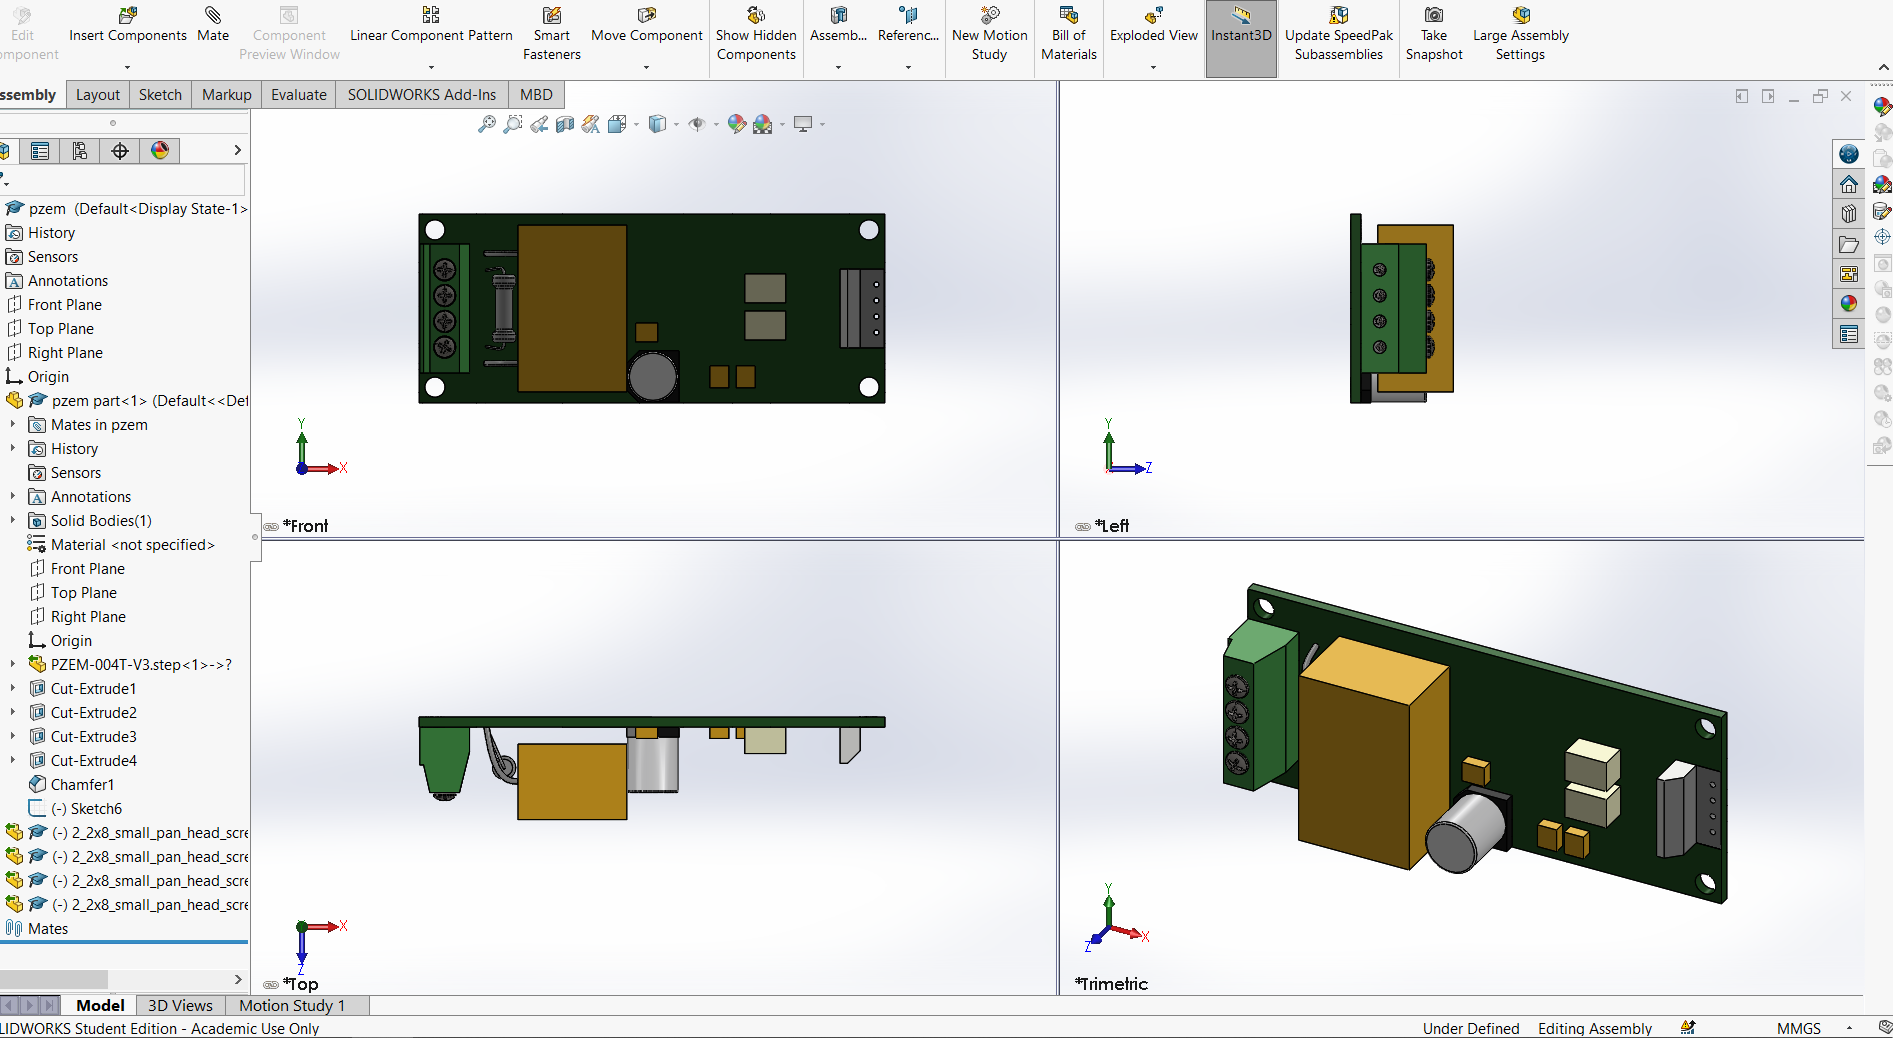 Edit
omponent
Insert Components
Mate
Component
Preview Window
Linear Component Pattern
Smart
Fasteners
Move Component
Show Hidden
Components
Assemb...
Referenc...
New Motion
Study
Bill of
Materials
Exploded View
Instant3D
Update SpeedPak
Subassemblies
Take
Snapshot
Large Assembly
Settings
ssembly
Layout
Sketch
Markup
Evaluate
SOLIDWORKS Add-Ins
MBD
pzem (Default<Display State-1>
History
Sensors
Annotations
Front Plane
Top Plane
Right Plane
Origin
pzem part<1> (Default<<Def
Mates in pzem
History
Sensors
Annotations
Solid Bodies(1)
Material <not specified>
Front Plane
Top Plane
Right Plane
Origin
PZEM-004T-V3.step<1>->?
Cut-Extrude1
Cut-Extrude2
Cut-Extrude3
Cut-Extrude4
Chamfer1
(-) Sketch6
(-) 2_2x8_small_pan_head_scre
(-) 2_2x8_small_pan_head_scre
(-) 2_2x8_small_pan_head_scre
(-) 2_2x8_small_pan_head_scre
Mates
Y
X
*Front
Y
Z
*Left
X
Z
*Top
Y
X
Z
*Trimetric
Model
3D Views
Motion Study 1
LIDWORKS Student Edition - Academic Use Only
Under Defined
Editing Assembly
MMGS